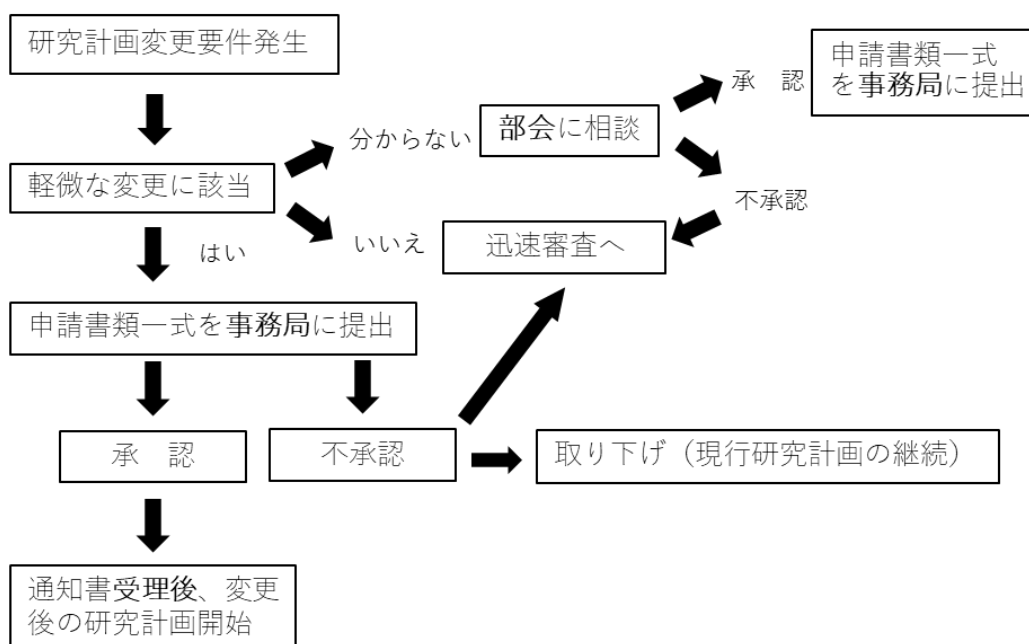 研究計画変更要件発生
承　認
申請書類一式
を事務局に提出
分からない
部会に相談
軽微な変更に該当
不承認
いいえ
迅速審査へ
はい
申請書類一式を事務局に提出
承　認
不承認
取り下げ（現行研究計画の継続）
通知書受理後、変更
後の研究計画開始